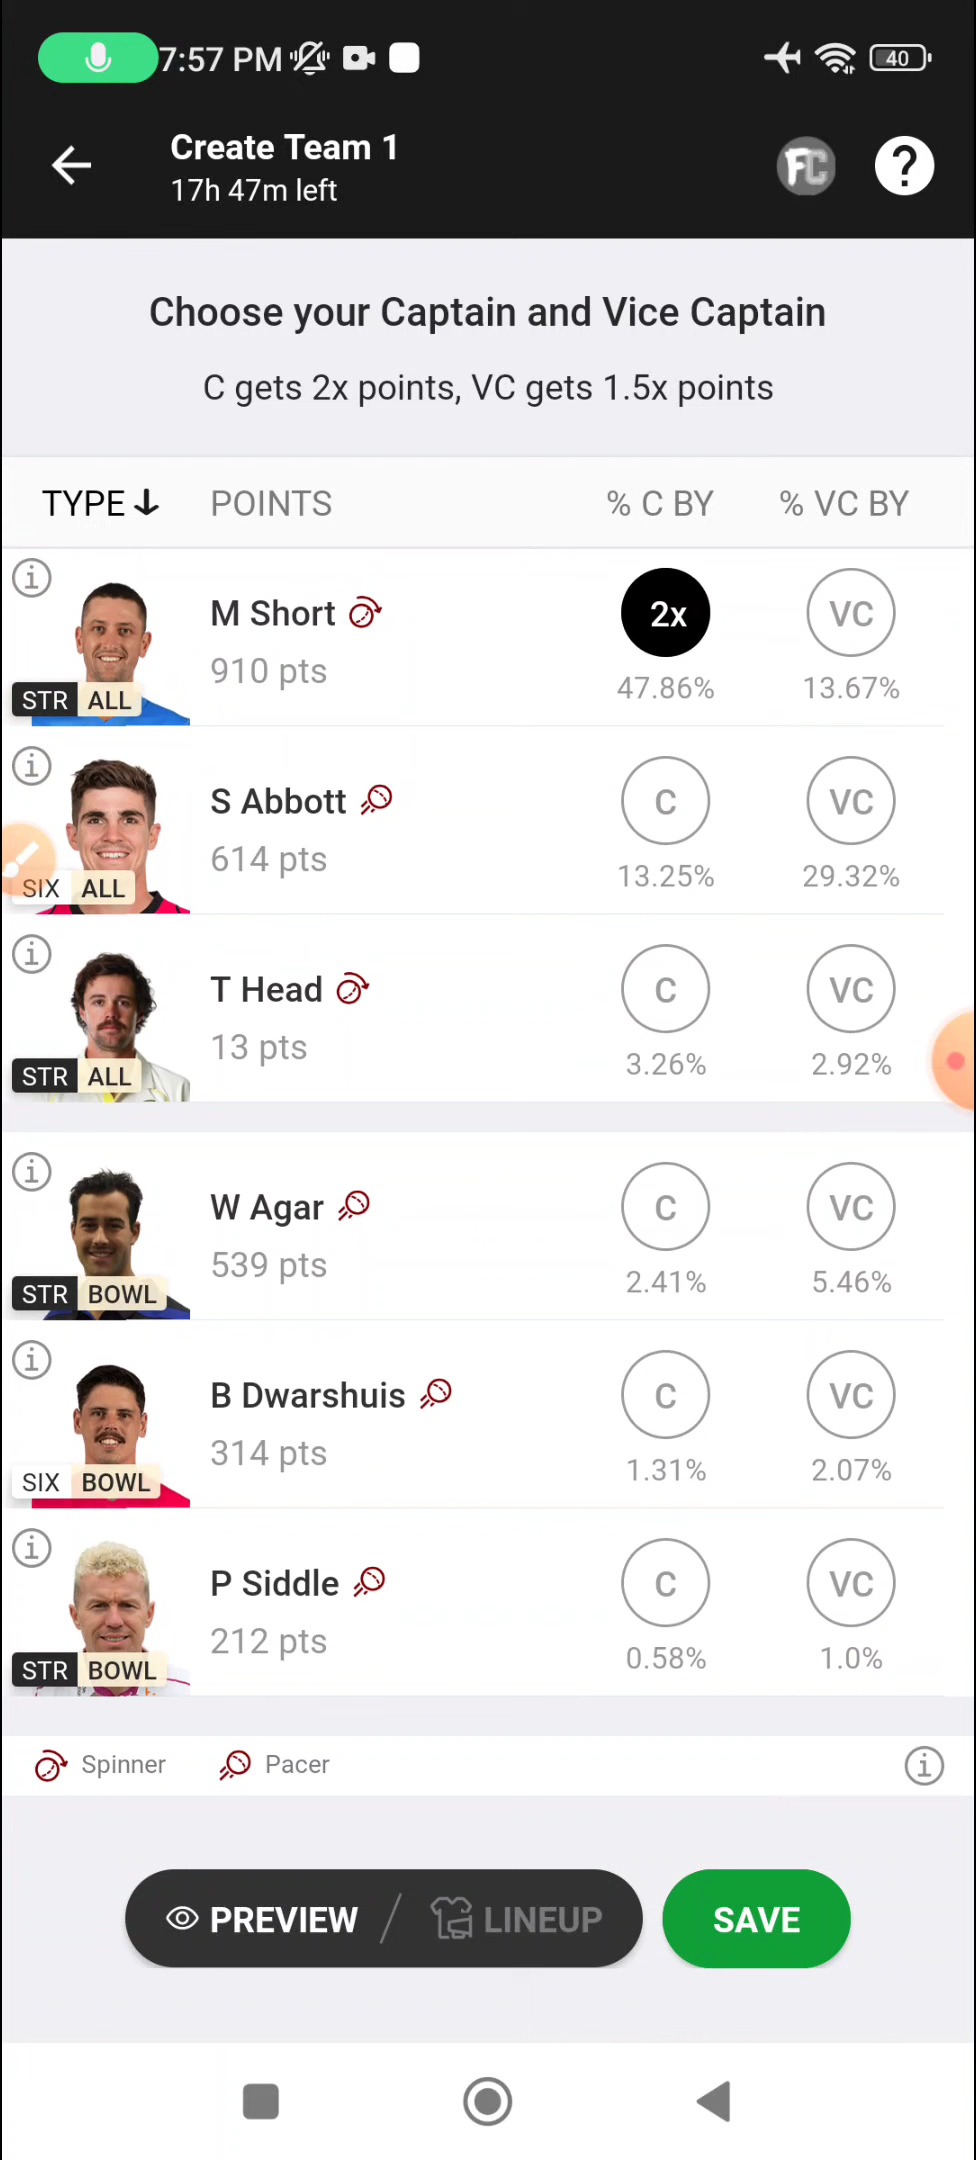 7:57 PM 40
Create Team 1
17h 47m left
FC ?
Choose your Captain and Vice Captain
C gets 2x points, VC gets 1.5x points
TYPE POINTS % C BY % VC BY
M Short 2x VC
910 pts 47.86% 13.67%
STR ALL
S Abbott C VC
614 pts 13.25% 29.32%
SIX ALL
T Head C VC
13 pts 3.26% 2.92%
STR ALL
W Agar C VC
539 pts 2.41% 5.46%
STR BOWL
B Dwarshuis C VC
314 pts 1.31% 2.07%
SIX BOWL
P Siddle C VC
212 pts 0.58% 1.0%
STR BOWL
Spinner Pacer
PREVIEW / LINEUP SAVE